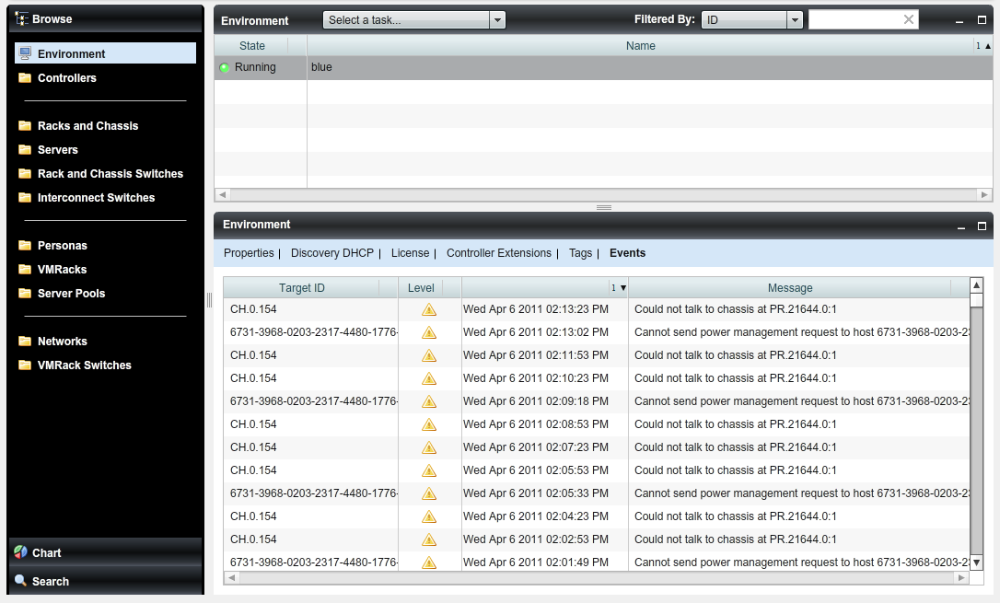 Browse
Environment
Controllers
Racks and Chassis
Servers
Rack and Chassis Switches
Interconnect Switches
Personas
VMRacks
Server Pools
Networks
VMRack Switches
Chart
Search
Environment Select a task... Filtered By: ID
State Name 1
Running blue
Environment
Properties | Discovery DHCP | License | Controller Extensions | Tags | Events
Target ID Level 1 Message
CH.0.154 Wed Apr 6 2011 02:13:23 PM Could not talk to chassis at PR.21644.0:1
6731-3968-0203-2317-4480-1776- Wed Apr 6 2011 02:13:02 PM Cannot send power management request to host 6731-3968-0203-23
CH.0.154 Wed Apr 6 2011 02:11:53 PM Could not talk to chassis at PR.21644.0:1
CH.0.154 Wed Apr 6 2011 02:10:23 PM Could not talk to chassis at PR.21644.0:1
6731-3968-0203-2317-4480-1776- Wed Apr 6 2011 02:09:18 PM Cannot send power management request to host 6731-3968-0203-23
CH.0.154 Wed Apr 6 2011 02:08:53 PM Could not talk to chassis at PR.21644.0:1
CH.0.154 Wed Apr 6 2011 02:07:23 PM Could not talk to chassis at PR.21644.0:1
CH.0.154 Wed Apr 6 2011 02:05:53 PM Could not talk to chassis at PR.21644.0:1
6731-3968-0203-2317-4480-1776- Wed Apr 6 2011 02:05:33 PM Cannot send power management request to host 6731-3968-0203-23
CH.0.154 Wed Apr 6 2011 02:04:23 PM Could not talk to chassis at PR.21644.0:1
CH.0.154 Wed Apr 6 2011 02:02:53 PM Could not talk to chassis at PR.21644.0:1
6731-3968-0203-2317-4480-1776- Wed Apr 6 2011 02:01:49 PM Cannot send power management request to host 6731-3968-0203-23